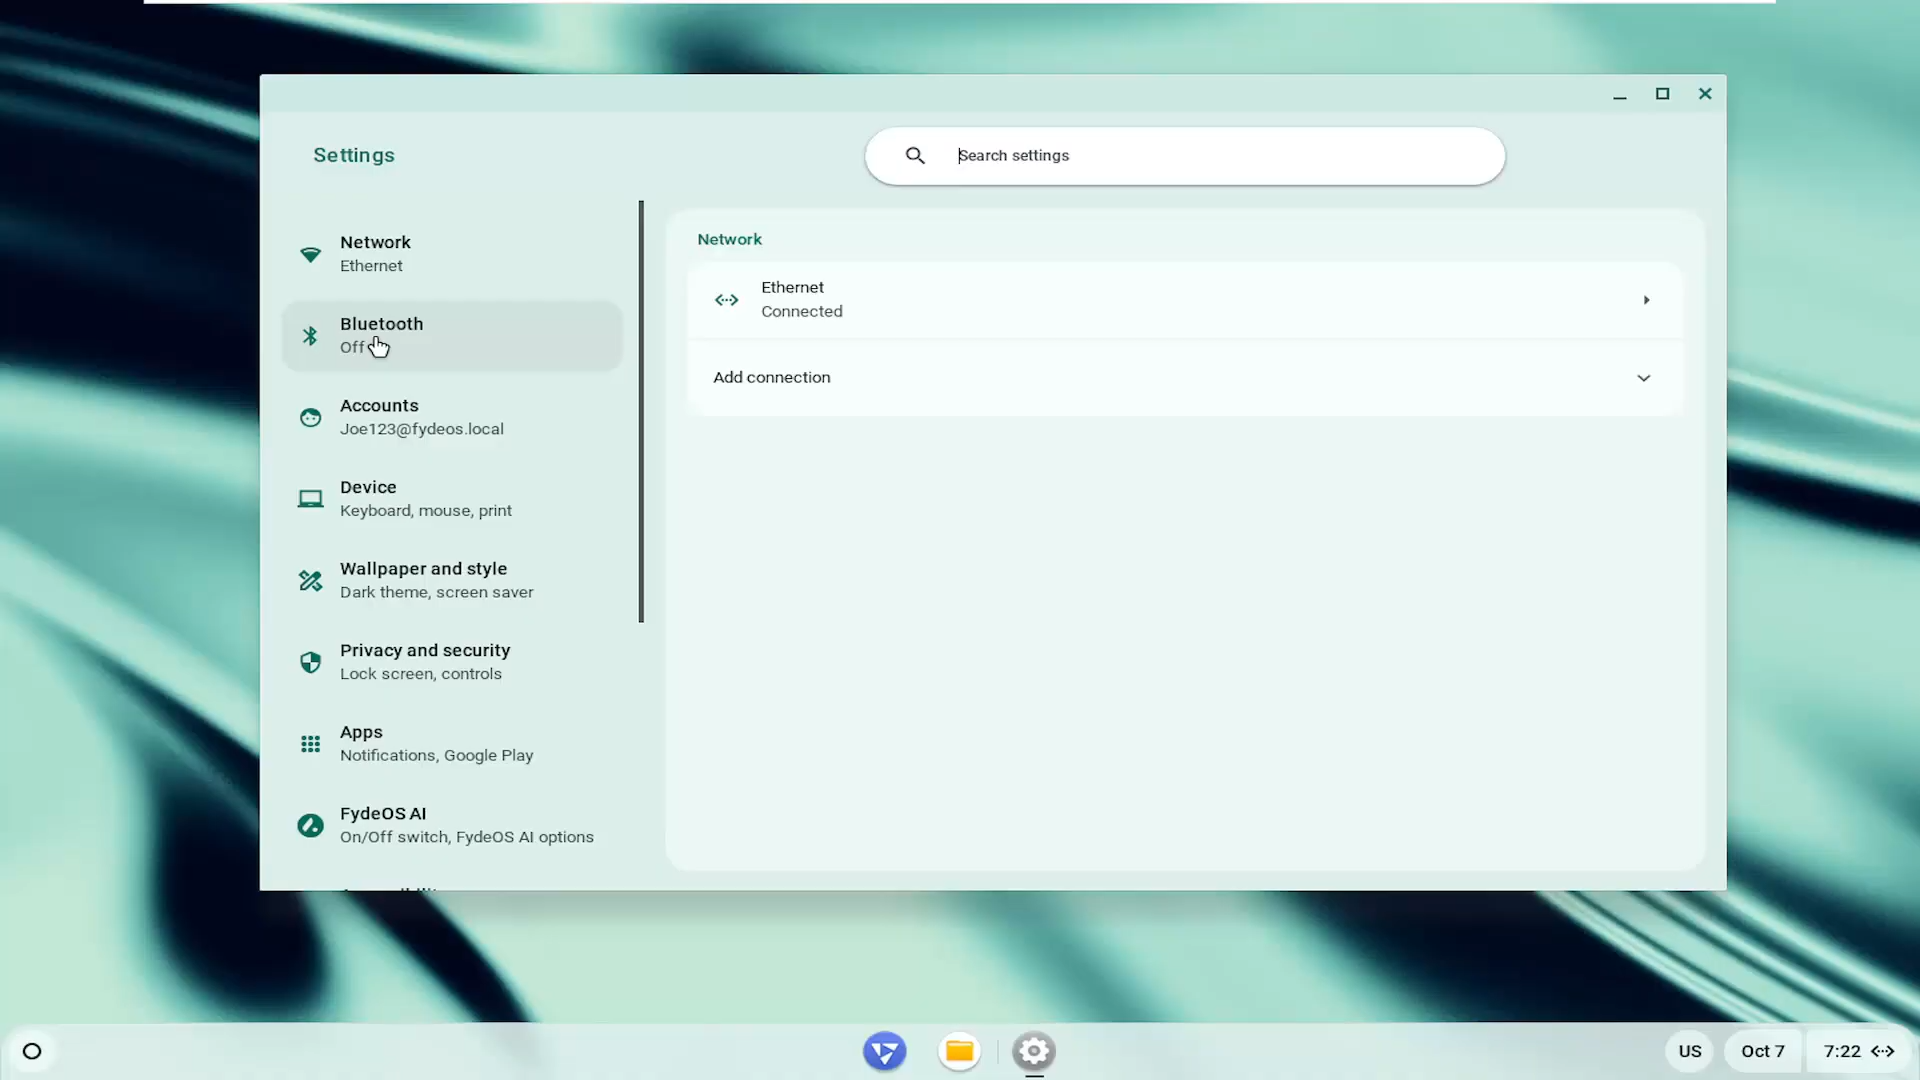 Settings
Search settings
Network
Ethernet
Bluetooth
Off
Accounts
Joe123@fydeos.local
Device
Keyboard, mouse, print
Wallpaper and style
Dark theme, screen saver
Privacy and security
Lock screen, controls
Apps
Notifications, Google Play
FydeOS AI
On/Off switch, FydeOS AI options
Network
Ethernet
Connected
Add connection
US
Oct 7
7:22